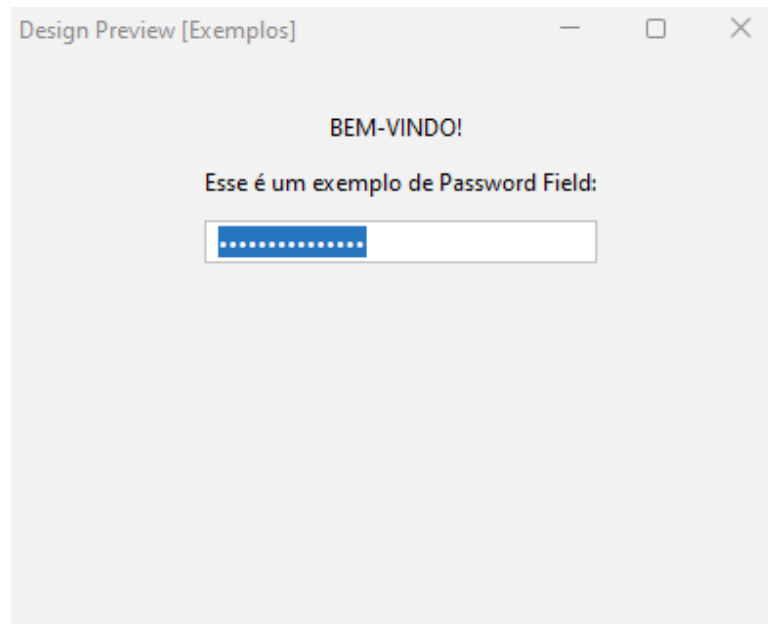 Design Preview [Exemplos]
BEM-VINDO!
Esse é um exemplo de Password Field:
•••••••••••••••